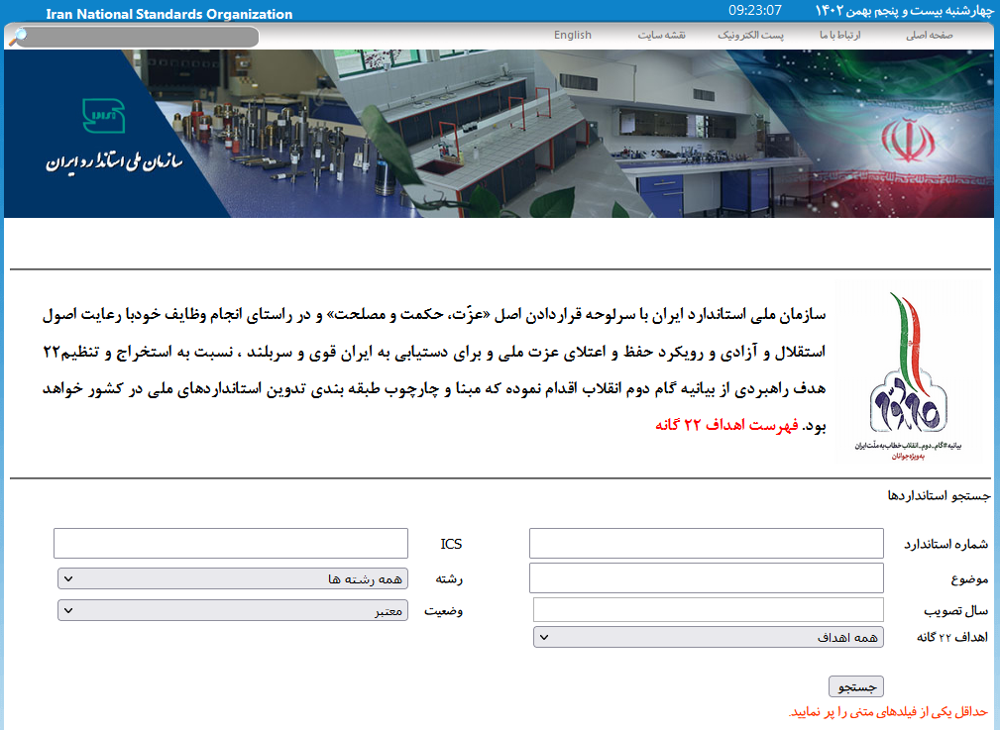 چهارشنبه بیست و پنجم بهمن ۱۴۰۲
09:23:07
Iran National Standards Organization
صفحه اصلی
ارتباط با ما
پست الکترونیک
نقشه سایت
English
سازمان ملی استاندارد ایران
سازمان ملی استاندارد ایران با سرلوحه قراردادن اصل «عزّت، حکمت و مصلحت» و در راستای انجام وظایف خودبا رعایت اصول
استقلال و آزادی و رویکرد حفظ و اعتلای عزت ملی و برای دستیابی به ایران قوی و سربلند ، نسبت به استخراج و تنظیم۲۲
هدف راهبردی از بیانیه گام دوم انقلاب اقدام نموده که مبنا و چارچوب طبقه بندی تدوین استانداردهای ملی در کشور خواهد
بود. فهرست اهداف ۲۲ گانه
بیانیه #گام_دوم_انقلاب خطاب به ملّت ایران
به‌ویژه جوانان
جستجو استانداردها
شماره استاندارد
ICS
موضوع
رشته
همه رشته ها
سال تصویب
وضعیت
معتبر
اهداف ۲۲ گانه
همه اهداف
جستجو
حداقل یکی از فیلدهای متنی را پر نمایید.